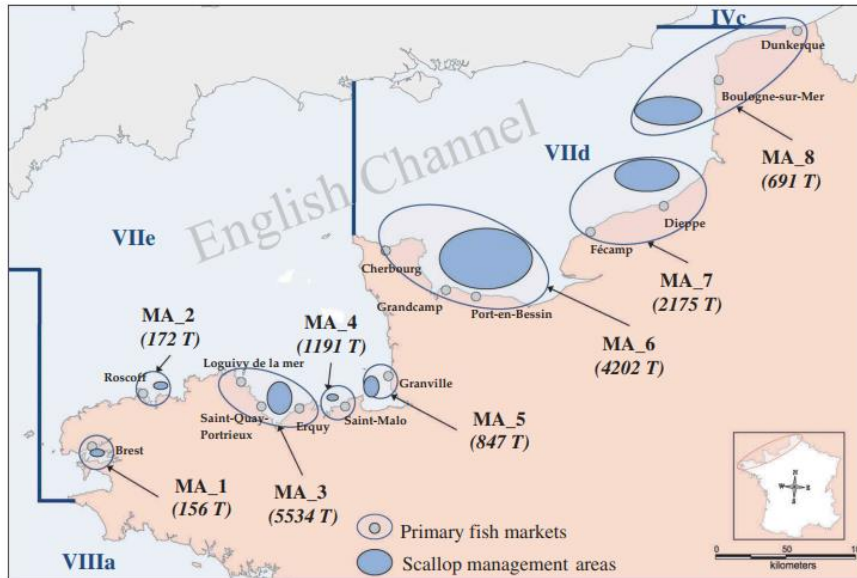 IVc
Dunkerque
Boulogne-sur-Mer
English Channel
VIId
MA_8
(691 T)
VIIe
Dieppe
Fécamp
Cherbourg
MA_7
(2175 T)
MA_2
(172 T)
MA_4
(1191 T)
Grandcamp
Port-en-Bessin
MA_6
(4202 T)
Loguivy de la mer
Roscoff
Granville
Saint-Quay-
Portrieux
Erquy
Saint-Malo
MA_5
(847 T)
Brest
MA_1
(156 T)
MA_3
(5534 T)
N
W
E
S
Primary fish markets
VIIIa
Scallop management areas
0
50
kilometers